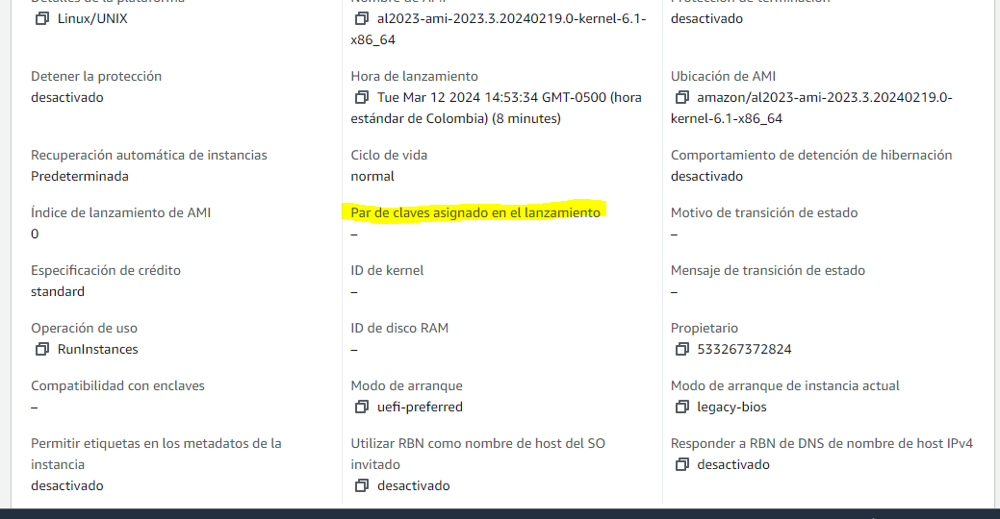 Detalles de la plataforma
Linux/UNIX
Nombre de AMI
al2023-ami-2023.3.20240219.0-kernel-6.1-
x86_64
Protección de terminación
desactivado
Detener la protección
desactivado
Hora de lanzamiento
Tue Mar 12 2024 14:53:34 GMT-0500 (hora
estándar de Colombia) (8 minutes)
Ubicación de AMI
amazon/al2023-ami-2023.3.20240219.0-
kernel-6.1-x86_64
Recuperación automática de instancias
Predeterminada
Ciclo de vida
normal
Comportamiento de detención de hibernación
desactivado
Índice de lanzamiento de AMI
0
Par de claves asignado en el lanzamiento
–
Motivo de transición de estado
–
Especificación de crédito
standard
ID de kernel
–
Mensaje de transición de estado
–
Operación de uso
RunInstances
ID de disco RAM
–
Propietario
533267372824
Compatibilidad con enclaves
–
Modo de arranque
uefi-preferred
Modo de arranque de instancia actual
legacy-bios
Permitir etiquetas en los metadatos de la
instancia
desactivado
Utilizar RBN como nombre de host del SO
invitado
desactivado
Responder a RBN de DNS de nombre de host IPv4
desactivado